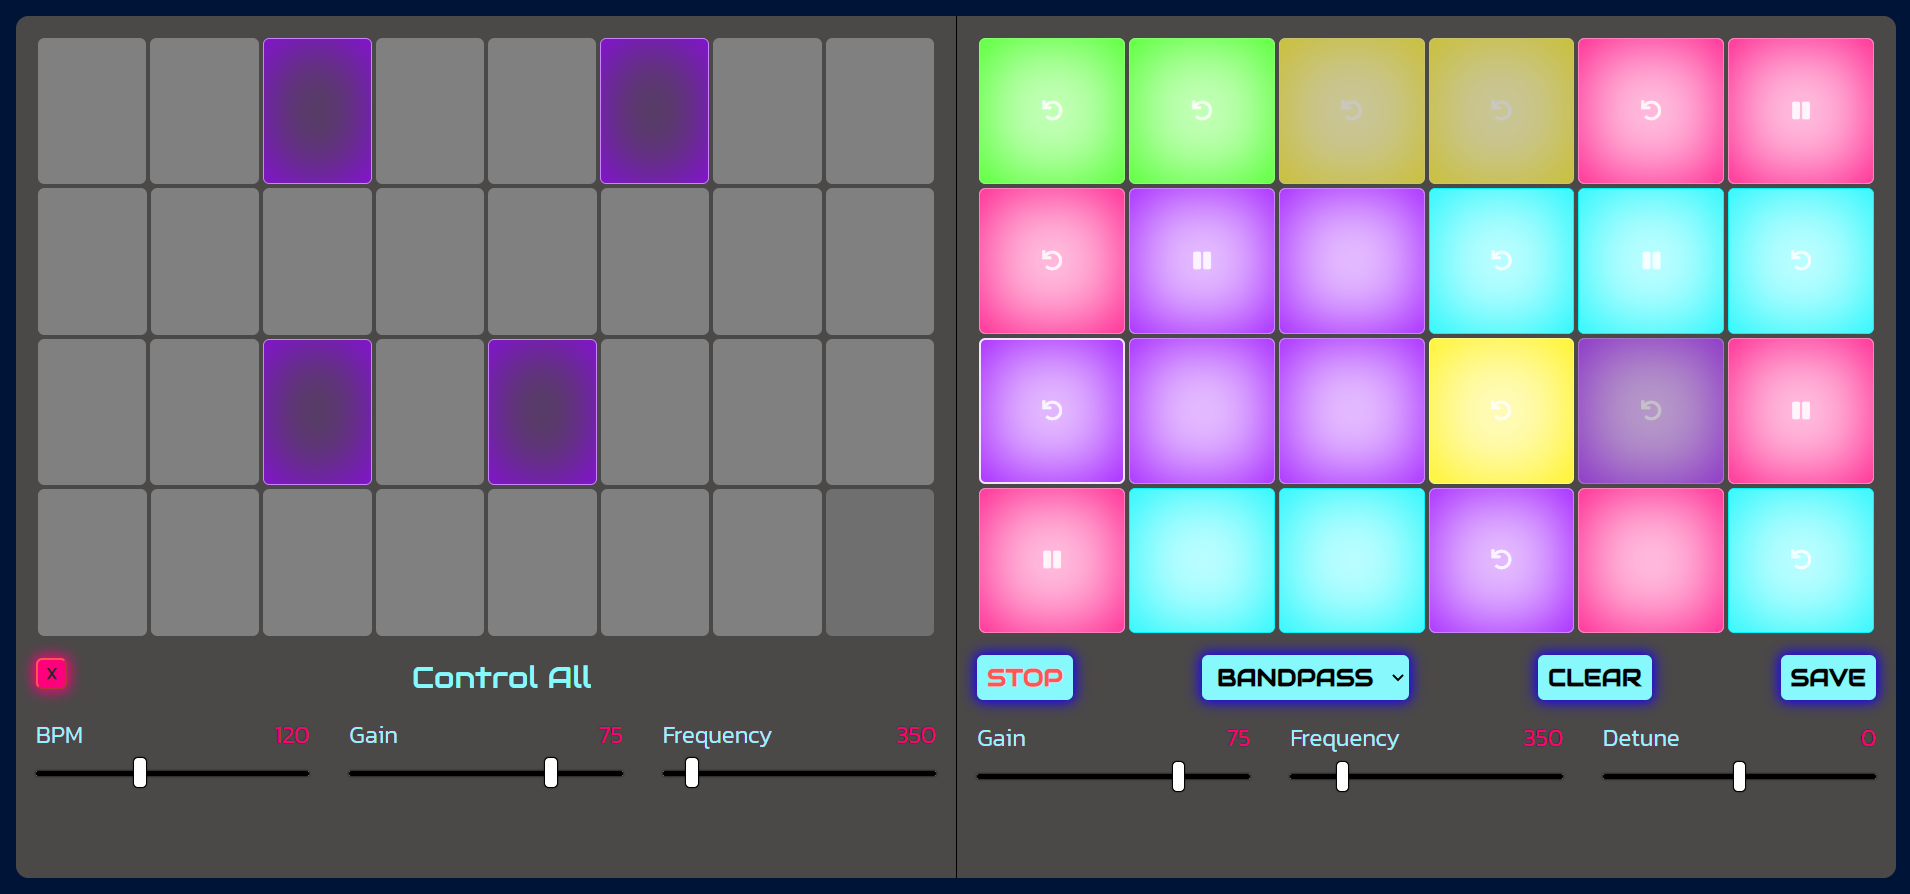 X
Control All
BPM 120
Gain 75
Frequency 350
STOP
BANDPASS
CLEAR
SAVE
Gain 75
Frequency 350
Detune 0